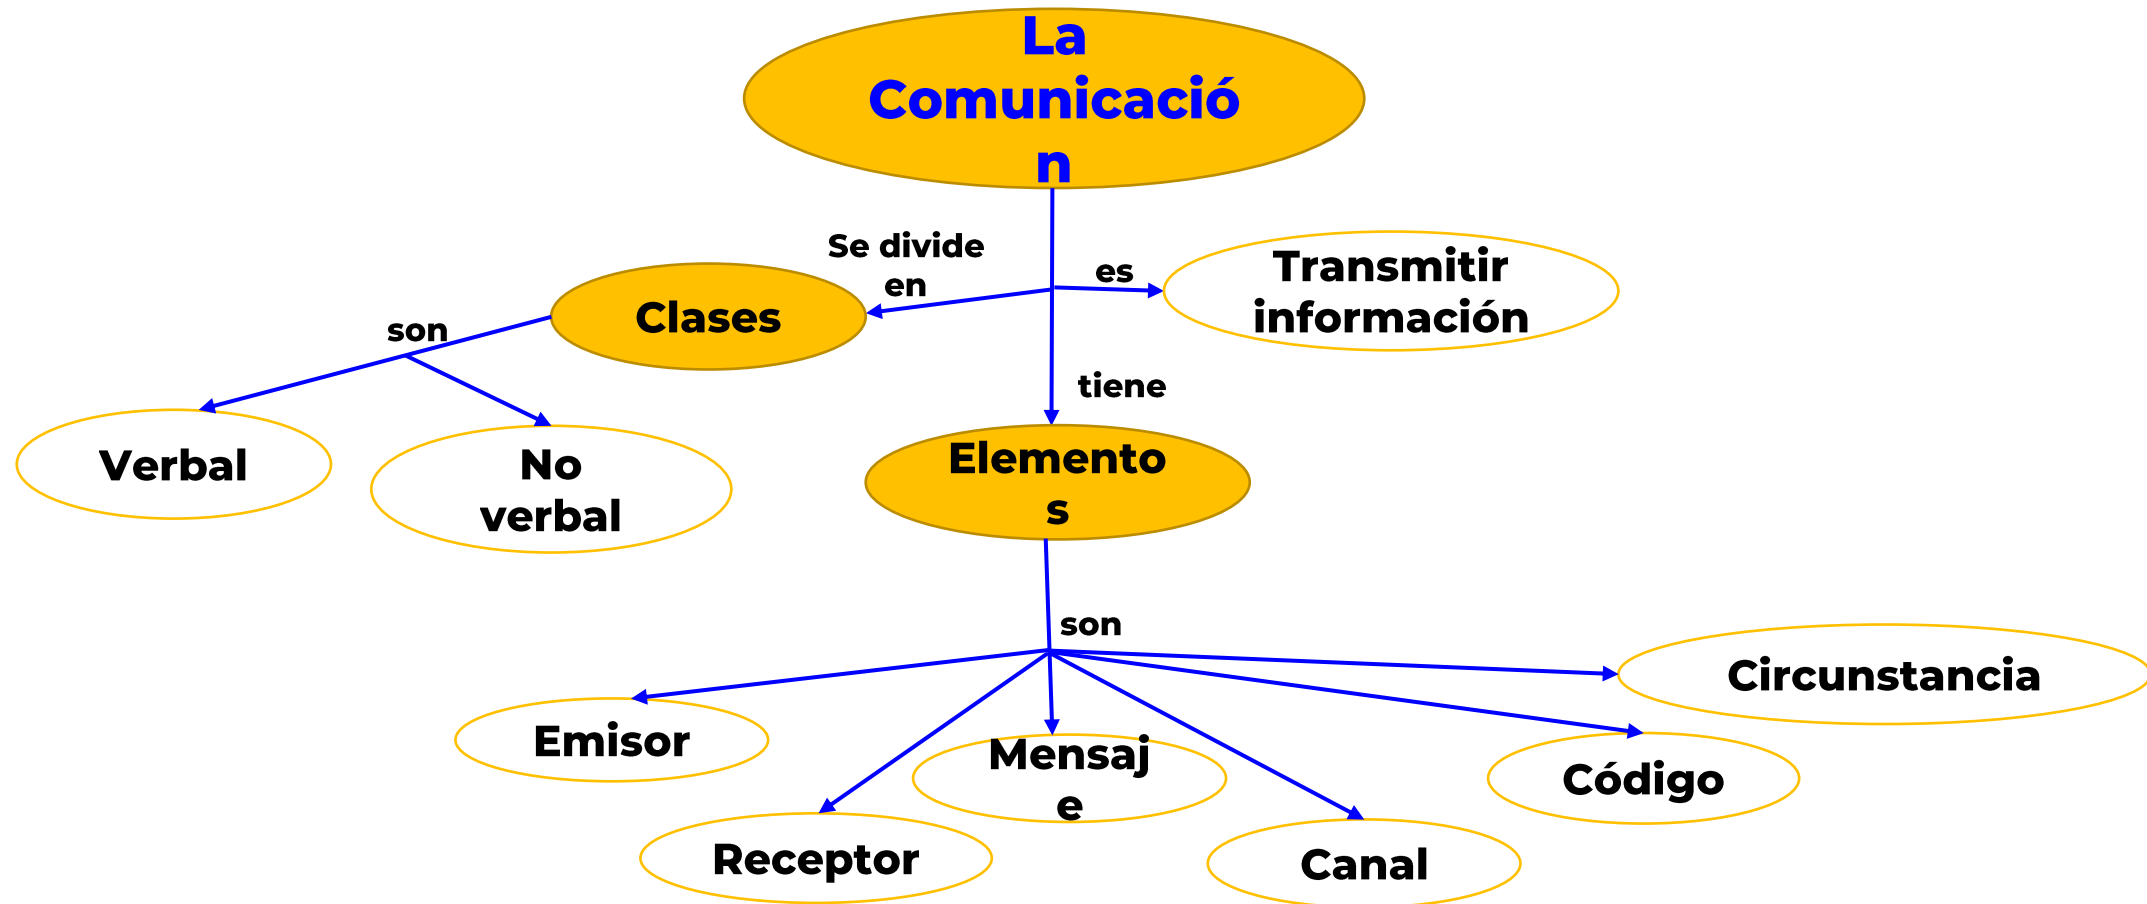 La
Comunicació
n
Se divide
en
es
Transmitir
información
Clases
son
tiene
Verbal
No
verbal
Elemento
s
son
Circunstancia
Emisor
Mensaj
e
Código
Receptor
Canal